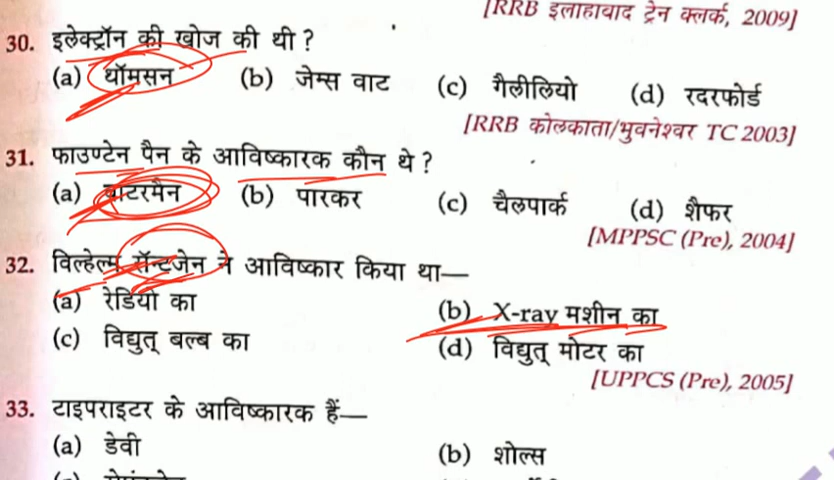 [RRB इलाहाबाद ट्रेन क्लर्क, 2009]
30. इलेक्ट्रॉन की खोज की थी ?
(a) थॉमसन (b) जेम्स वाट (c) गैलीलियो (d) रदरफोर्ड
[RRB कोलकाता/भुवनेश्वर TC 2003]
31. फाउण्टेन पैन के आविष्कारक कौन थे ?
(a) वाटरमैन (b) पारकर (c) चैलपार्क (d) शैफर
[MPPSC (Pre), 2004]
32. विल्हेल्म रॉन्टजेन ने आविष्कार किया था—
(a) रेडियो का (b) X-ray मशीन का
(c) विद्युत् बल्ब का (d) विद्युत् मोटर का
[UPPCS (Pre), 2005]
33. टाइपराइटर के आविष्कारक हैं—
(a) डेवी (b) शोल्स